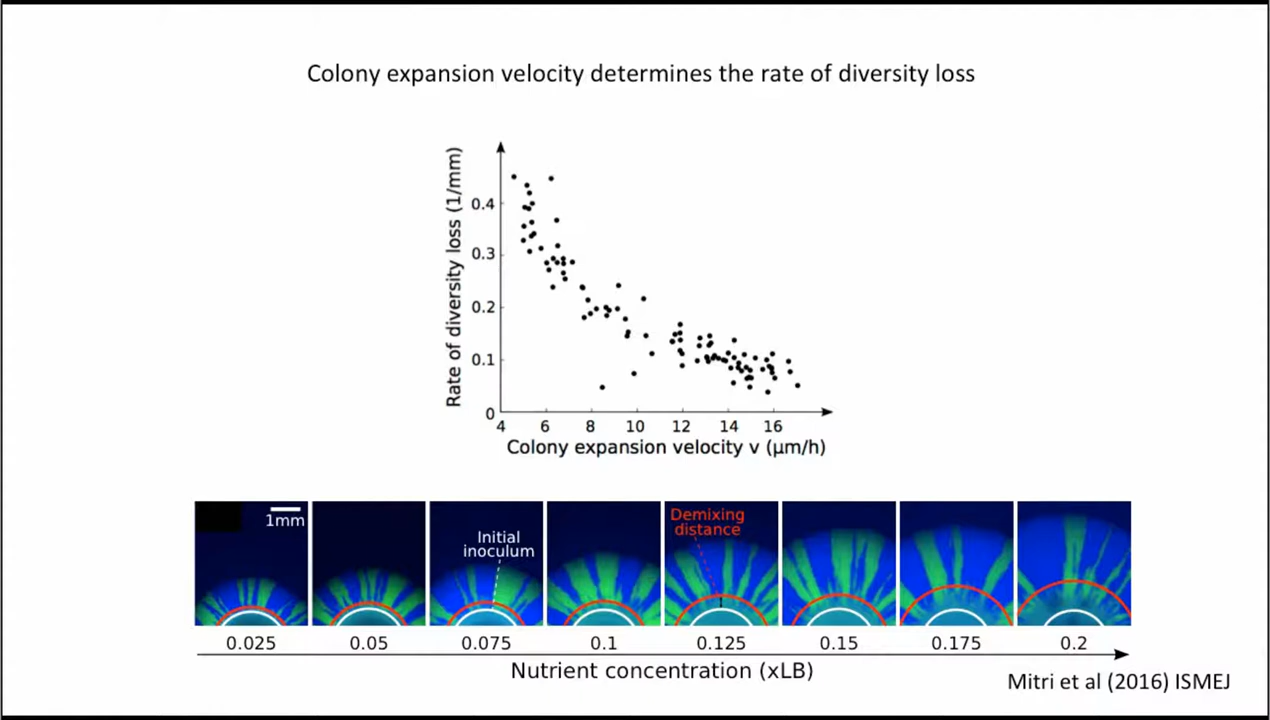 Colony expansion velocity determines the rate of diversity loss
Rate of diversity loss (1/mm)
0.4
0.3
0.2
0.1
0
4 6 8 10 12 14 16
Colony expansion velocity v (μm/h)
1mm
Initial
inoculum
Demixing
distance
0.025 0.05 0.075 0.1 0.125 0.15 0.175 0.2
Nutrient concentration (xLB)
Mitri et al (2016) ISMEJ